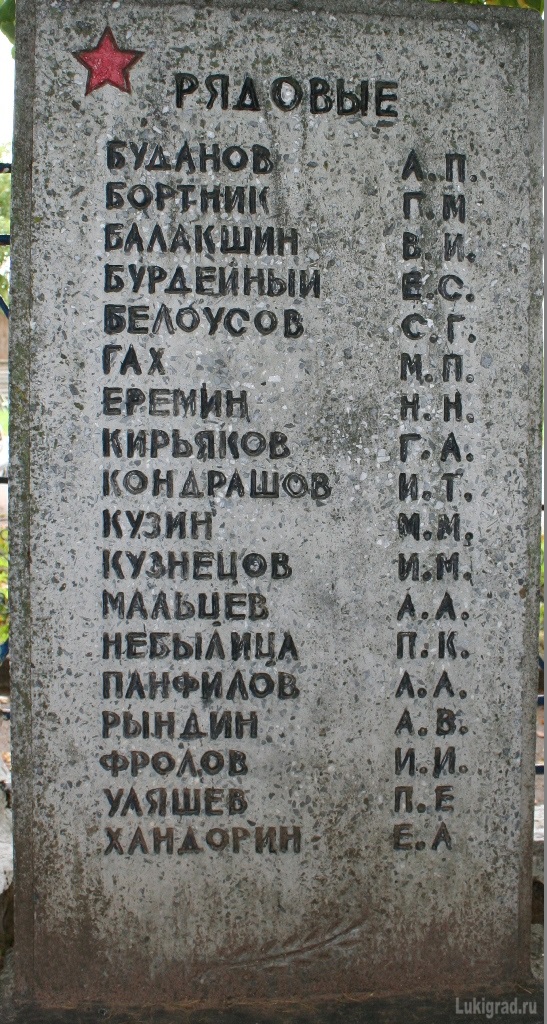 РЯДОВЫЕ
БУДАНОВ А.П.
БОРТНИК Г.М
БАЛАКШИН В.И.
БУРДЕЙНЫЙ Е.С.
БЕЛОУСОВ С.Г.
ГАХ М.П.
ЕРЕМИН Н.Н.
КИРЬЯКОВ Г.А.
КОНДРАШОВ И.Т.
КУЗИН М.М.
КУЗНЕЦОВ И.М.
МАЛЬЦЕВ А.А.
НЕБЫЛИЦА П.К.
ПАНФИЛОВ А.А.
РЫНДИН А.В.
ФРОЛОВ И.И.
УЛЯШЕВ П.Е
ХАНДОРИН Е.А
Lukigrad.ru